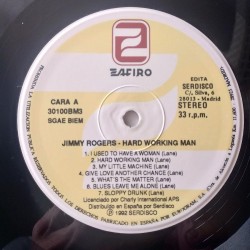 ZAFIRO
CARA A
30100BM3
SGAE BIEM
EDITA
SERDISCO
C/. Silva, 6
28013 - Madrid
STEREO
33 r.p.m.
JIMMY ROGERS - HARD WORKING MAN
1. I USED TO HAVE A WOMAN (Lane)
2. HARD WORKING MAN (Lane)
3. MY LITTLE MACHINE (Lane)
4. GIVE LOVE ANOTHER CHANCE (Lane)
5. WHAT'S THE MATTER (Lane)
6. BLUES LEAVE ME ALONE (Lane)
7. SLOPPY DRUNK (Lane)
Licenciado por Charly International APS
Distribuido en España por Serdisco
℗ 1992 SERDISCO